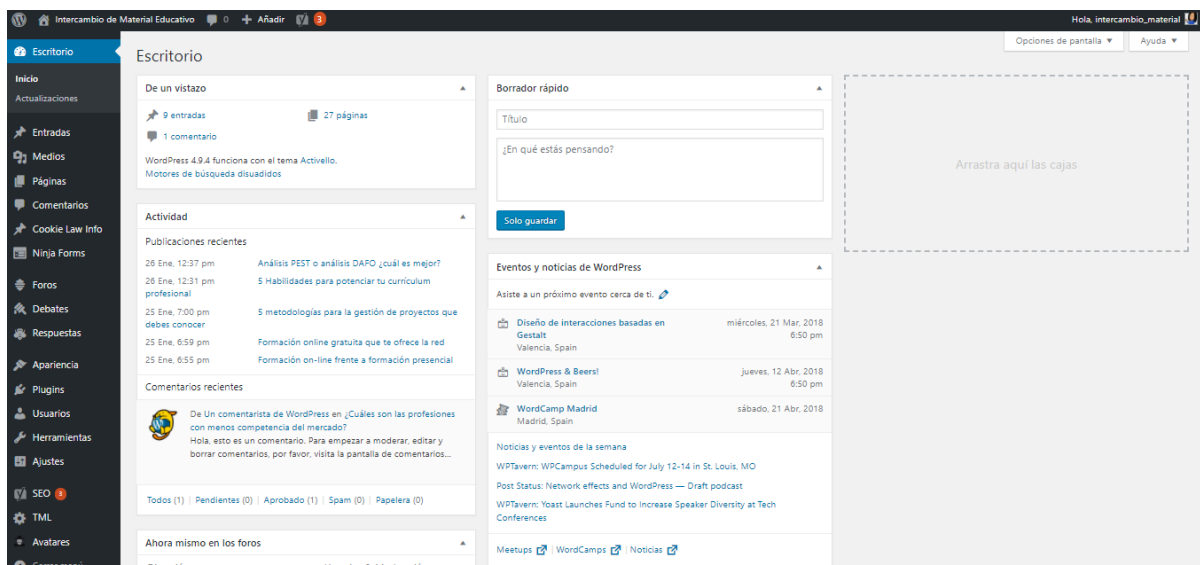 Intercambio de Material Educativo 0 + Añadir 3
Hola, intercambio_material
Opciones de pantalla ▼
Ayuda ▼
Escritorio
Inicio
Actualizaciones
Entradas
Medios
Páginas
Comentarios
Cookie Law Info
Ninja Forms
Foros
Debates
Respuestas
Apariencia
Plugins
Usuarios
Herramientas
Ajustes
SEO 3
TML
Avatares
Escritorio
De un vistazo
9 entradas
27 páginas
1 comentario
WordPress 4.9.4 funciona con el tema Activello.
Motores de búsqueda disuadidos
Actividad
Publicaciones recientes
26 Ene, 12:37 pm Análisis PEST o análisis DAFO ¿cuál es mejor?
26 Ene, 12:31 pm 5 Habilidades para potenciar tu currículum
profesional
25 Ene, 7:00 pm 5 metodologías para la gestión de proyectos que
debes conocer
25 Ene, 6:59 pm Formación online gratuita que te ofrece la red
25 Ene, 6:55 pm Formación on-line frente a formación presencial
Comentarios recientes
De Un comentarista de WordPress en ¿Cuáles son las profesiones
con menos competencia del mercado?
Hola, esto es un comentario. Para empezar a moderar, editar y
borrar comentarios, por favor, visita la pantalla de comentarios...
Todos (1) | Pendientes (0) | Aprobado (1) | Spam (0) | Papelera (0)
Ahora mismo en los foros
Borrador rápido
Título
¿En qué estás pensando?
Solo guardar
Eventos y noticias de WordPress
Asiste a un próximo evento cerca de ti.
Diseño de interacciones basadas en
Gestalt
Valencia, Spain
miércoles, 21 Mar, 2018
6:50 pm
WordPress & Beers!
Valencia, Spain
jueves, 12 Abr, 2018
6:50 pm
WordCamp Madrid
Madrid, Spain
sábado, 21 Abr, 2018
Noticias y eventos de la semana
WPTavern: WPCampus Scheduled for July 12-14 in St. Louis, MO
Post Status: Network effects and WordPress — Draft podcast
WPTavern: Yoast Launches Fund to Increase Speaker Diversity at Tech
Conferences
Meetups | WordCamps | Noticias
Arrastra aquí las cajas